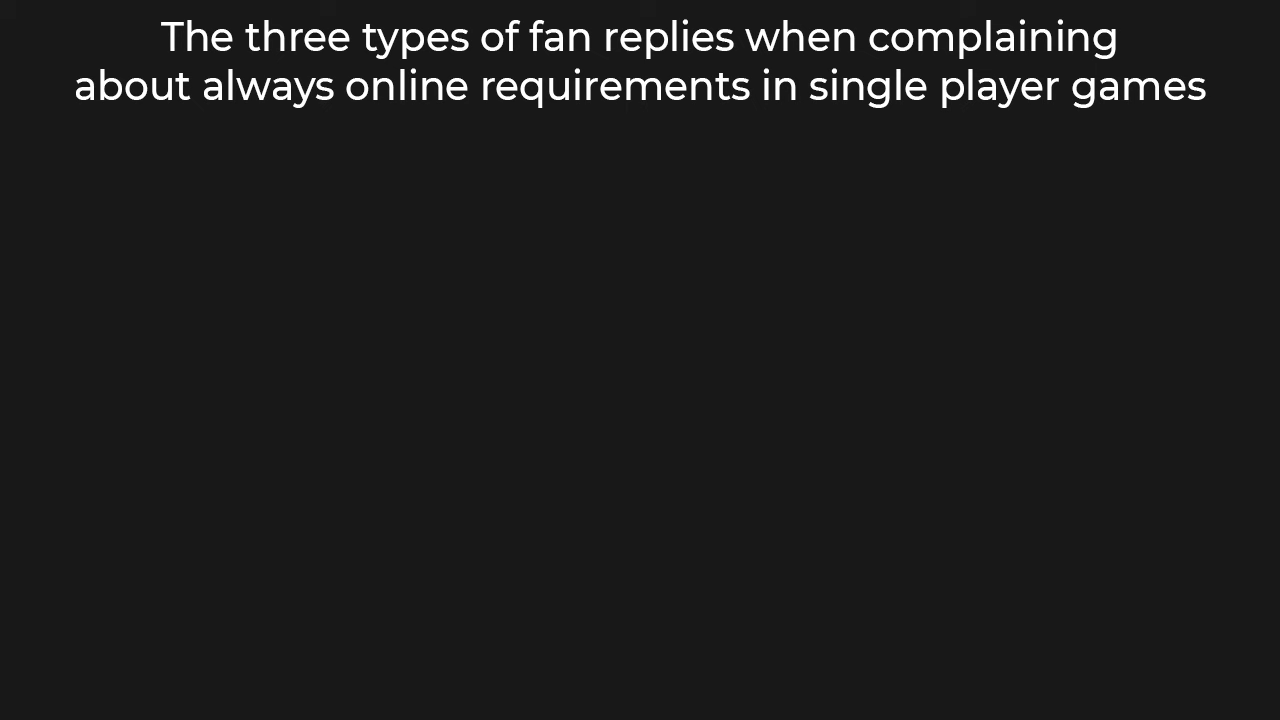 The three types of fan replies when complaining
about always online requirements in single player games